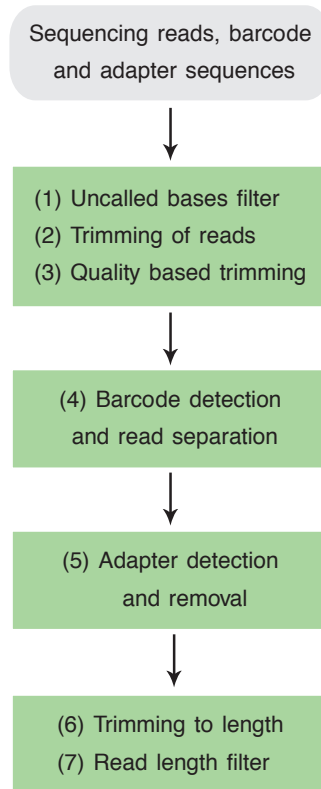 Sequencing reads, barcode
and adapter sequences
(1) Uncalled bases filter
(2) Trimming of reads
(3) Quality based trimming
(4) Barcode detection
and read separation
(5) Adapter detection
and removal
(6) Trimming to length
(7) Read length filter